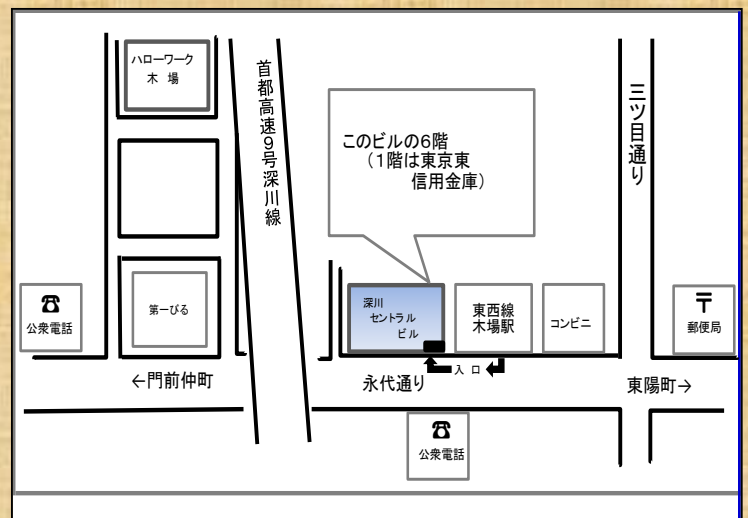 ハローワーク
木 場
首都高速9号深川線
三ツ目通り
このビルの6階
（1階は東京東
信用金庫）
公衆電話
第一びる
深川
セントラル
ビル
東西線
木場駅
コンビニ
〒
郵便局
入 口
←門前仲町
永代通り
東陽町→
公衆電話